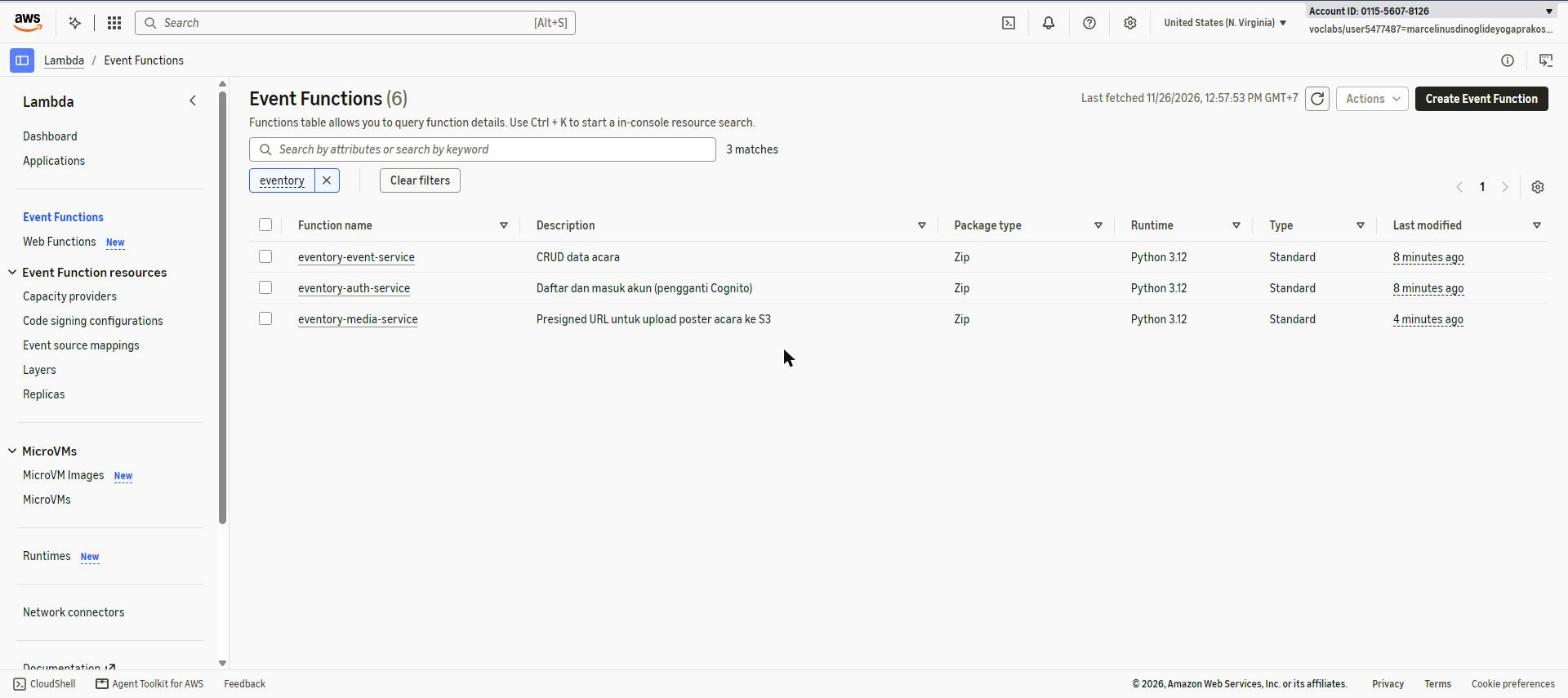 aws
Search
[Alt+S]
United States (N. Virginia)
Account ID: 0115-5607-8126
voclabs/user5477487=marcelinusdinoglideyogaprakos...
Lambda / Event Functions
Lambda
Dashboard
Applications
Event Functions
Web Functions New
Event Function resources
Capacity providers
Code signing configurations
Event source mappings
Layers
Replicas
MicroVMs
MicroVM Images New
MicroVMs
Runtimes New
Network connectors
Documentation
Event Functions (6)
Last fetched 11/26/2026, 12:57:53 PM GMT+7
Actions
Create Event Function
Functions table allows you to query function details. Use Ctrl + K to start a in-console resource search.
Search by attributes or search by keyword
3 matches
eventory
Clear filters
1
Function name Description Package type Runtime Type Last modified
eventory-event-service CRUD data acara Zip Python 3.12 Standard 8 minutes ago
eventory-auth-service Daftar dan masuk akun (pengganti Cognito) Zip Python 3.12 Standard 8 minutes ago
eventory-media-service Presigned URL untuk upload poster acara ke S3 Zip Python 3.12 Standard 4 minutes ago
CloudShell Agent Toolkit for AWS Feedback
© 2026, Amazon Web Services, Inc. or its affiliates. Privacy Terms Cookie preferences